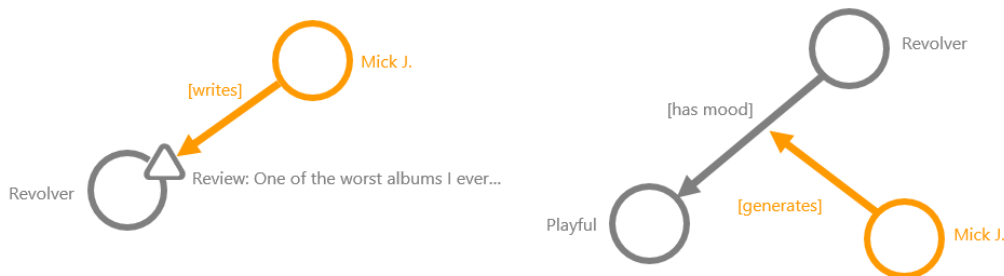 Mick J.
[writes]
Revolver
Review: One of the worst albums I ever...
Revolver
[has mood]
Playful
[generates]
Mick J.